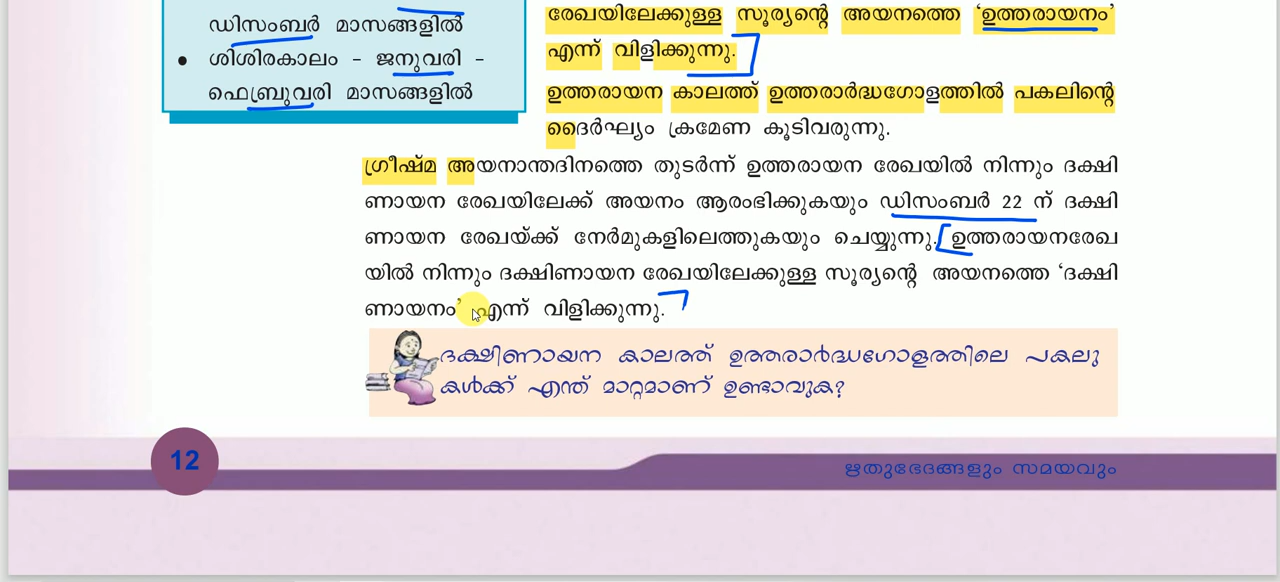 ഡിസംബർ മാസങ്ങളിൽ
• ശിശിരകാലം - ജനുവരി -
ഫെബ്രുവരി മാസങ്ങളിൽ
രേഖയിലേക്കുള്ള സൂര്യന്റെ അയനത്തെ ‘ഉത്തരായനം’
എന്ന് വിളിക്കുന്നു.
ഉത്തരായന കാലത്ത് ഉത്തരാർദ്ധഗോളത്തിൽ പകലിന്റെ
ദൈർഘ്യം ക്രമേണ കൂടിവരുന്നു.
ഗ്രീഷ്മ അയനാന്തദിനത്തെ തുടർന്ന് ഉത്തരായന രേഖയിൽ നിന്നും ദക്ഷി
ണായന രേഖയിലേക്ക് അയനം ആരംഭിക്കുകയും ഡിസംബർ 22 ന് ദക്ഷി
ണായന രേഖയ്ക്ക് നേർമുകളിലെത്തുകയും ചെയ്യുന്നു. ഉത്തരായനരേഖ
യിൽ നിന്നും ദക്ഷിണായന രേഖയിലേക്കുള്ള സൂര്യന്റെ അയനത്തെ ‘ദക്ഷി
ണായനം’ എന്ന് വിളിക്കുന്നു.
ദക്ഷിണായന കാലത്ത് ഉത്തരാർദ്ധഗോളത്തിലെ പകലു
കൾക്ക് എന്ത് മാറ്റമാണ് ഉണ്ടാവുക?
12
ഋതുഭേദങ്ങളും സമയവും